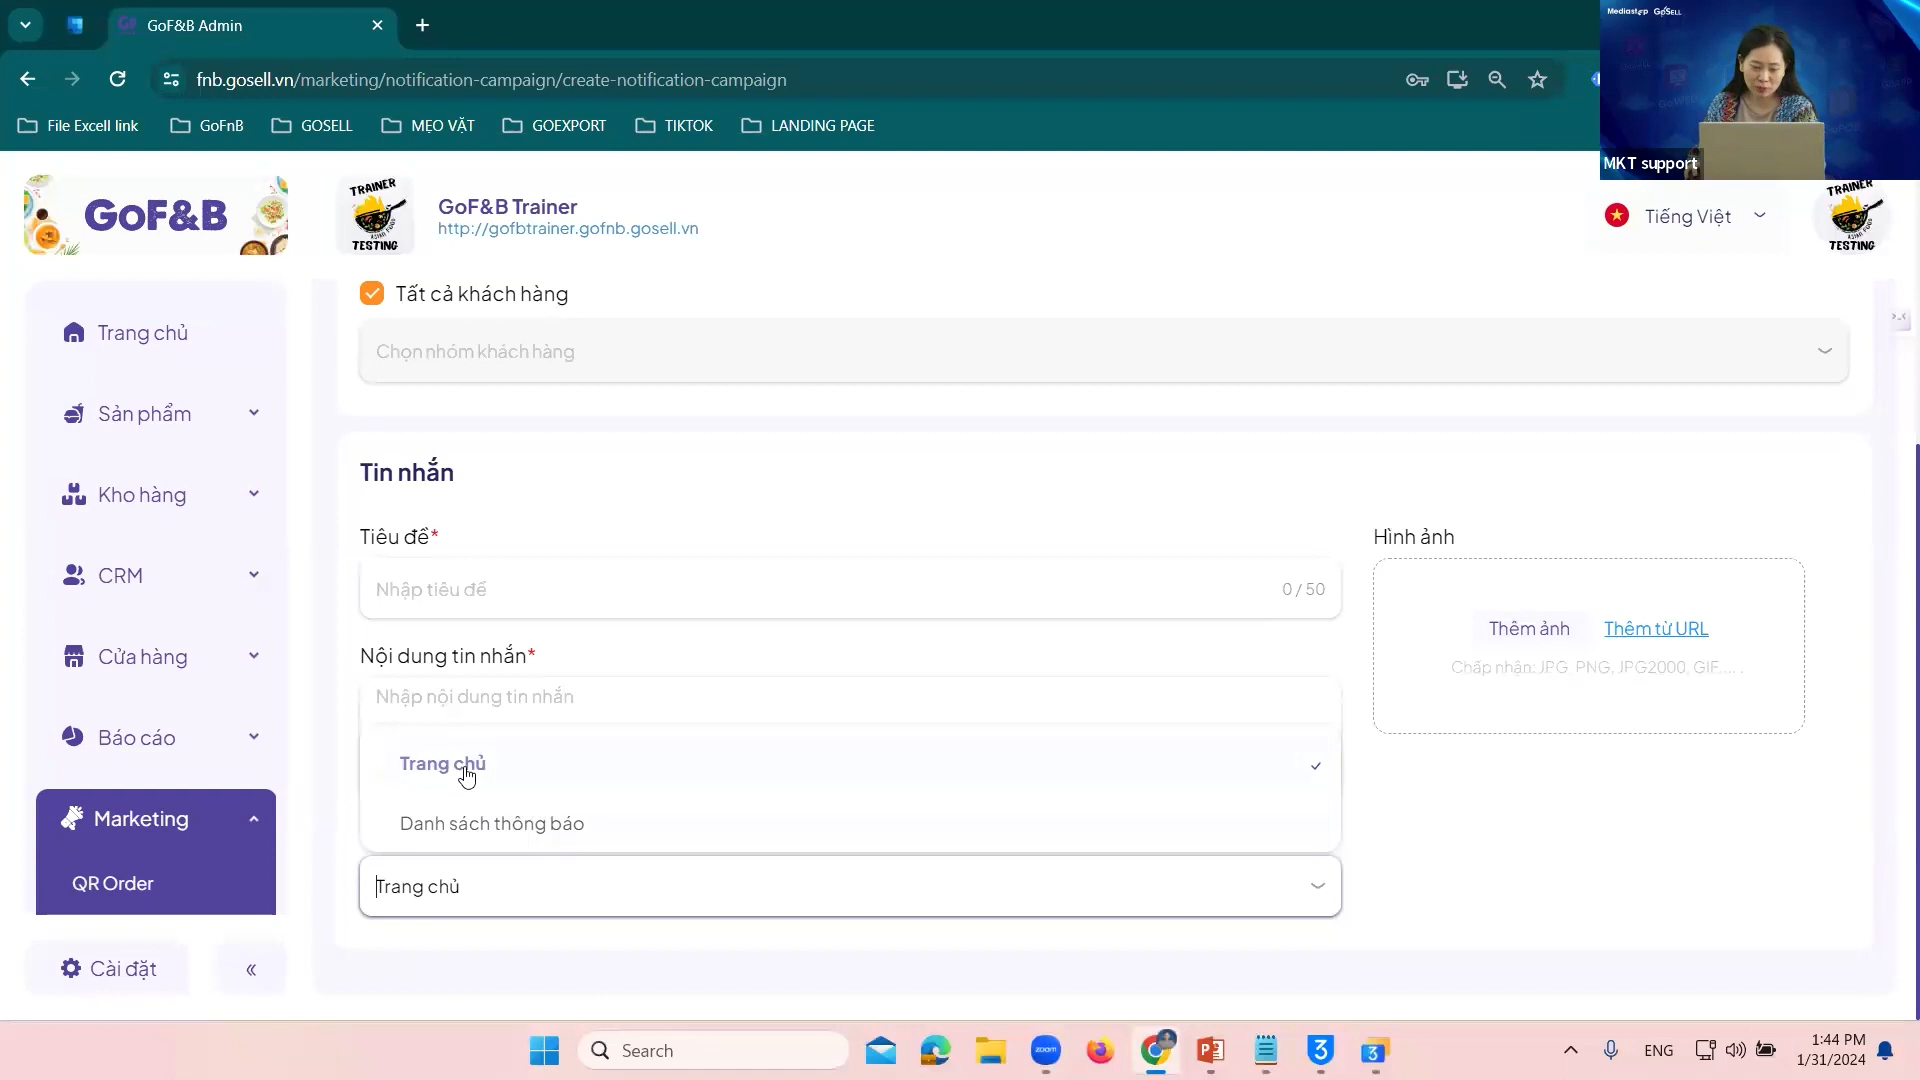 GoF&B Admin
fnb.gosell.vn/marketing/notification-campaign/create-notification-campaign
File Excell link
GoFnB
GOSELL
MẸO VẶT
GOEXPORT
TIKTOK
LANDING PAGE
Mediastep GoSELL
MKT support
GoF&B
TRAINER
TESTING
GoF&B Trainer
http://gofbtrainer.gofnb.gosell.vn
Tiếng Việt
TRAINER
TESTING
Trang chủ
Sản phẩm
Kho hàng
CRM
Cửa hàng
Báo cáo
Marketing
QR Order
Cài đặt
Tất cả khách hàng
Chọn nhóm khách hàng
Tin nhắn
Tiêu đề*
Nhập tiêu đề
0 / 50
Nội dung tin nhắn*
Nhập nội dung tin nhắn
Trang chủ
Danh sách thông báo
Trang chủ
Hình ảnh
Thêm ảnh
Thêm từ URL
Chấp nhận: JPG, PNG, JPG2000, GIF,... .
Search
zoom
ENG
1:44 PM
1/31/2024